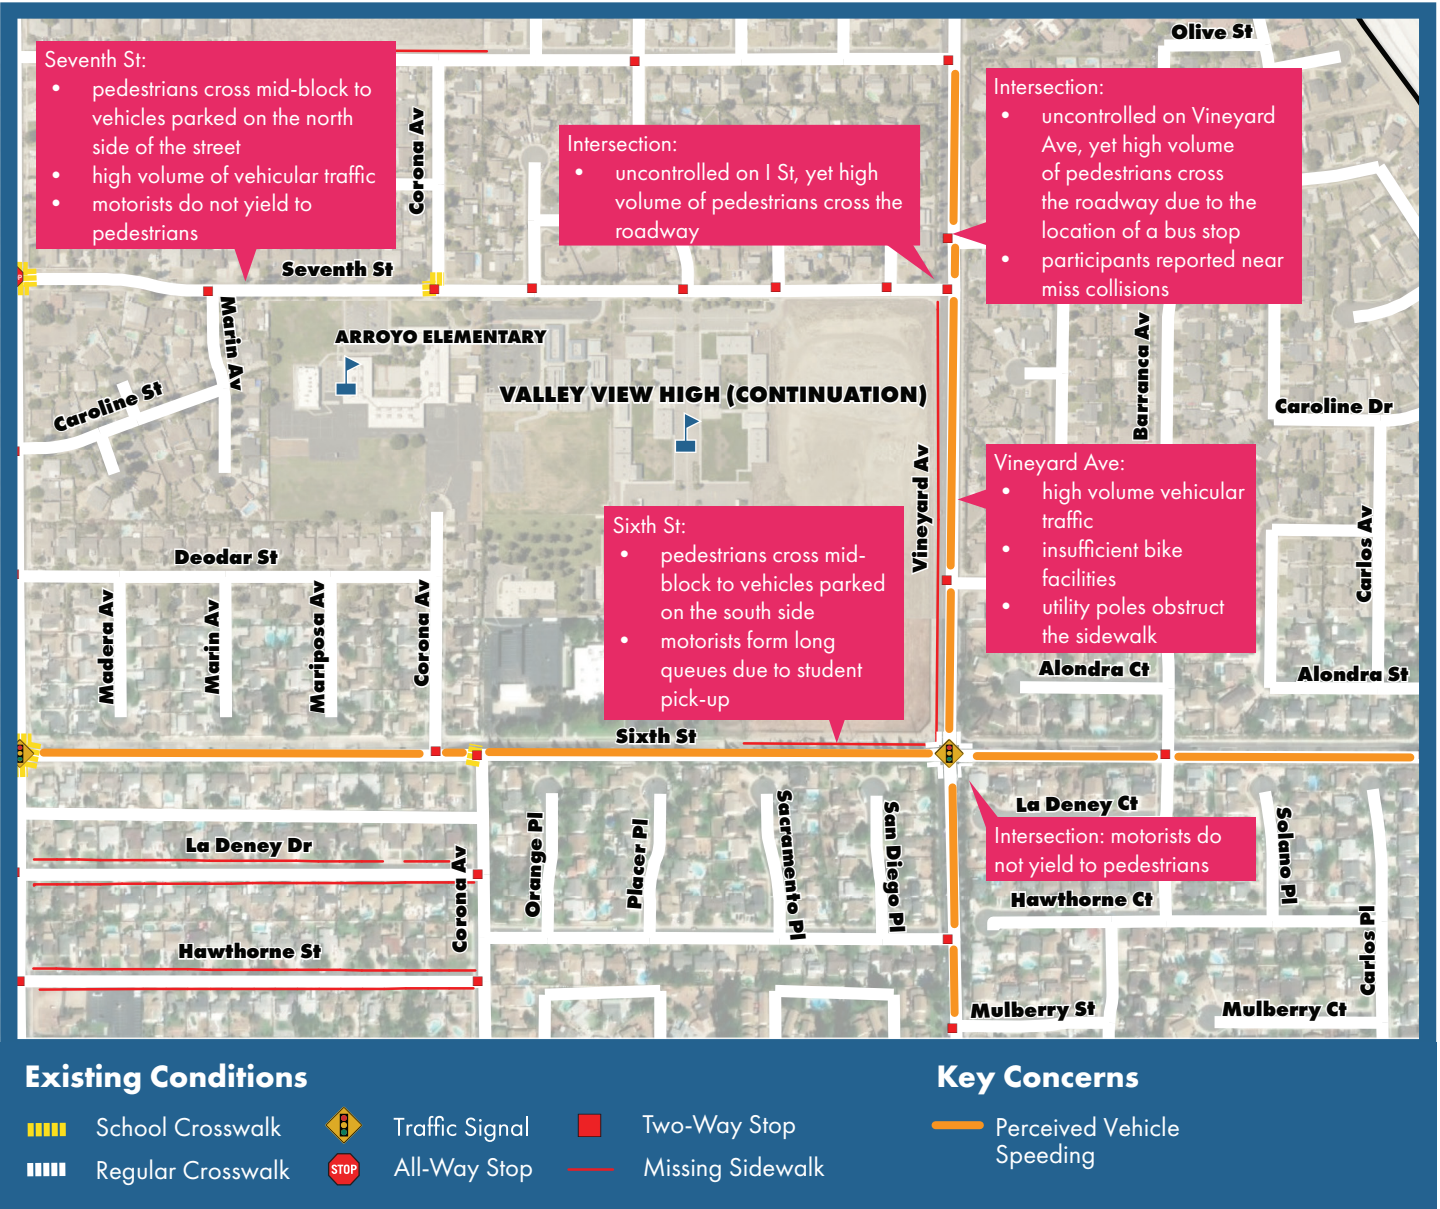 Olive St
Seventh St:
• pedestrians cross mid-block to
vehicles parked on the north
side of the street
• high volume of vehicular traffic
• motorists do not yield to
pedestrians
Corona Av
Intersection:
• uncontrolled on I St, yet high
volume of pedestrians cross the
roadway
Intersection:
• uncontrolled on Vineyard
Ave, yet high volume
of pedestrians cross
the roadway due to the
location of a bus stop
• participants reported near
miss collisions
Seventh St
Marin Av
ARROYO ELEMENTARY
Caroline St
VALLEY VIEW HIGH (CONTINUATION)
Barranca Av
Caroline Dr
Vineyard Av
Vineyard Ave:
• high volume vehicular
traffic
• insufficient bike
facilities
• utility poles obstruct
the sidewalk
Carlos Av
Sixth St:
• pedestrians cross mid-
block to vehicles parked
on the south side
• motorists form long
queues due to student
pick-up
Deodar St
Madera Av
Marin Av
Mariposa Av
Corona Av
Alondra Ct
Alondra St
Sixth St
La Deney Ct
Intersection: motorists do
not yield to pedestrians
La Deney Dr
Corona Av
Orange Pl
Placer Pl
Sacramento Pl
San Diego Pl
Solano Pl
Hawthorne Ct
Hawthorne St
Carlos Pl
Mulberry St
Mulberry Ct
Existing Conditions
School Crosswalk
Traffic Signal
Two-Way Stop
Regular Crosswalk
STOP
All-Way Stop
Missing Sidewalk
Key Concerns
Perceived Vehicle
Speeding